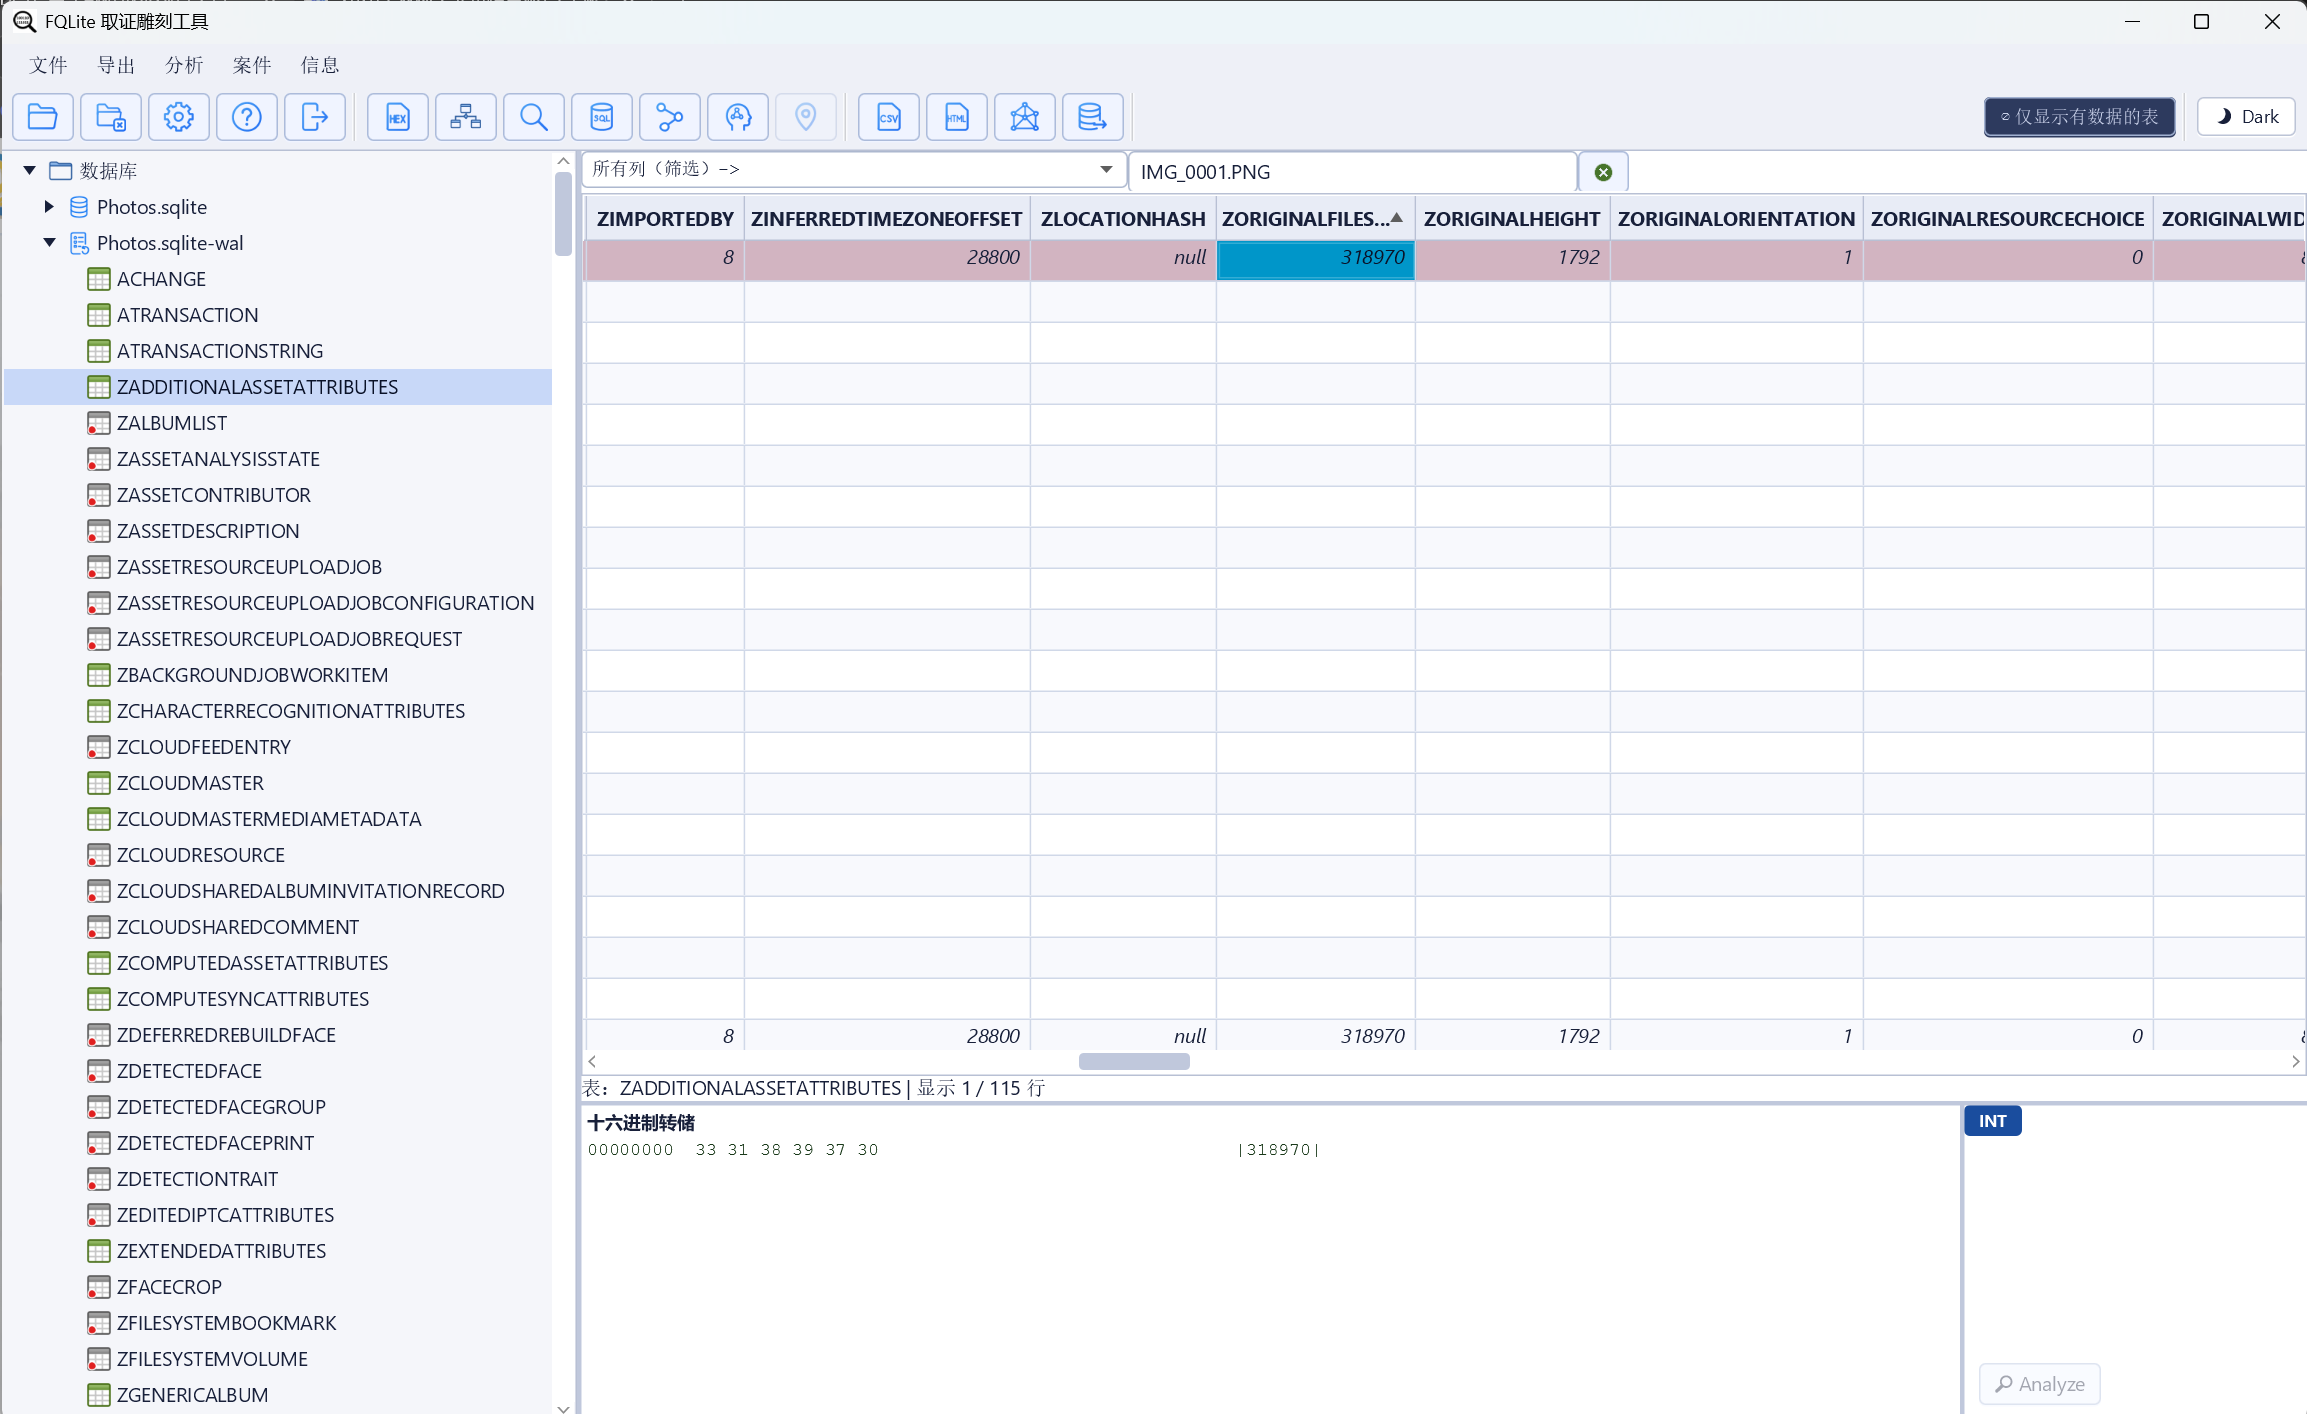 FQLite 取证雕刻工具
文件 导出 分析 案件 信息
HEX SQL CSV HTML 仅显示有数据的表 Dark
数据库
Photos.sqlite
Photos.sqlite-wal
ACHANGE
ATRANSACTION
ATRANSACTIONSTRING
ZADDITIONALASSETATTRIBUTES
ZALBUMLIST
ZASSETANALYSISSTATE
ZASSETCONTRIBUTOR
ZASSETDESCRIPTION
ZASSETRESOURCEUPLOADJOB
ZASSETRESOURCEUPLOADJOBCONFIGURATION
ZASSETRESOURCEUPLOADJOBREQUEST
ZBACKGROUNDJOBWORKITEM
ZCHARACTERRECOGNITIONATTRIBUTES
ZCLOUDFEEDENTRY
ZCLOUDMASTER
ZCLOUDMASTERMEDIAMETADATA
ZCLOUDRESOURCE
ZCLOUDSHAREDALBUMINVITATIONRECORD
ZCLOUDSHAREDCOMMENT
ZCOMPUTEDASSETATTRIBUTES
ZCOMPUTESYNCATTRIBUTES
ZDEFERREDREBUILDFACE
ZDETECTEDFACE
ZDETECTEDFACEGROUP
ZDETECTEDFACEPRINT
ZDETECTIONTRAIT
ZEDITEDIPTCATTRIBUTES
ZEXTENDEDATTRIBUTES
ZFACECROP
ZFILESYSTEMBOOKMARK
ZFILESYSTEMVOLUME
ZGENERICALBUM
所有列（筛选）-> IMG_0001.PNG
ZIMPORTEDBY ZINFERREDTIMEZONEOFFSET ZLOCATIONHASH ZORIGINALFILES... ZORIGINALHEIGHT ZORIGINALORIENTATION ZORIGINALRESOURCECHOICE ZORIGINALWID
8 28800 null 318970 1792 1 0
8 28800 null 318970 1792 1 0
表：ZADDITIONALASSETATTRIBUTES | 显示 1 / 115 行
十六进制转储
00000000 33 31 38 39 37 30 |318970|
INT
Analyze